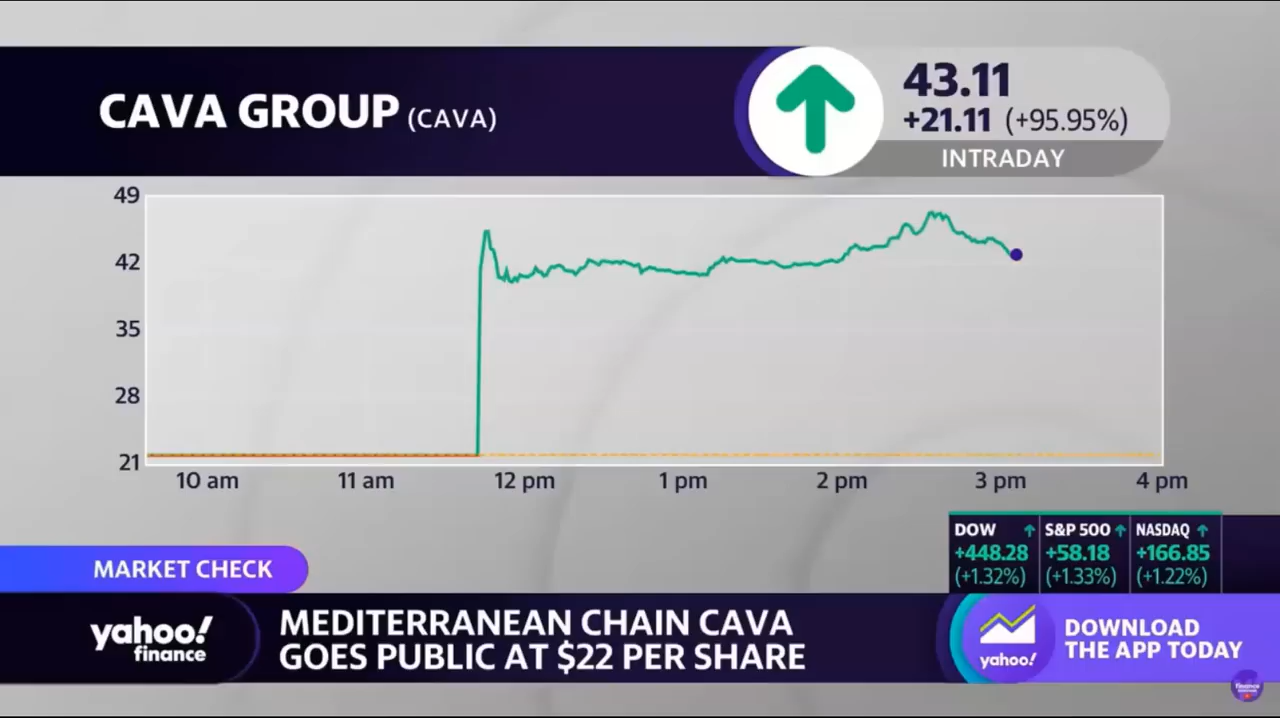 CAVA GROUP (CAVA)
43.11
+21.11 (+95.95%)
INTRADAY
49
42
35
28
21
10 am 11 am 12 pm 1 pm 2 pm 3 pm 4 pm
DOW S&P 500 NASDAQ
+448.28 +58.18 +166.85
(+1.32%) (+1.33%) (+1.22%)
MARKET CHECK
yahoo!
finance
MEDITERRANEAN CHAIN CAVA
GOES PUBLIC AT $22 PER SHARE
yahoo!
DOWNLOAD
THE APP TODAY
finance